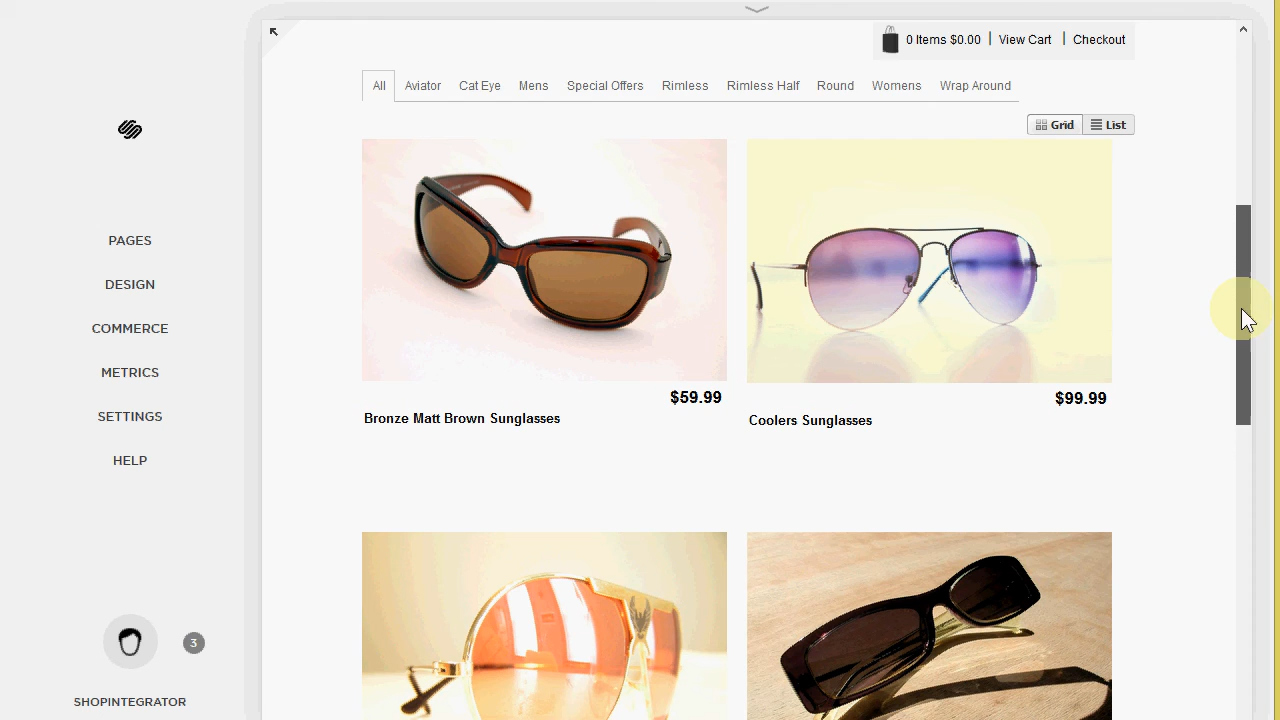 0 Items $0.00 | View Cart | Checkout
All Aviator Cat Eye Mens Special Offers Rimless Rimless Half Round Womens Wrap Around
Grid List
PAGES
DESIGN
COMMERCE
METRICS
SETTINGS
HELP
$59.99
Bronze Matt Brown Sunglasses
$99.99
Coolers Sunglasses
3
SHOPINTEGRATOR